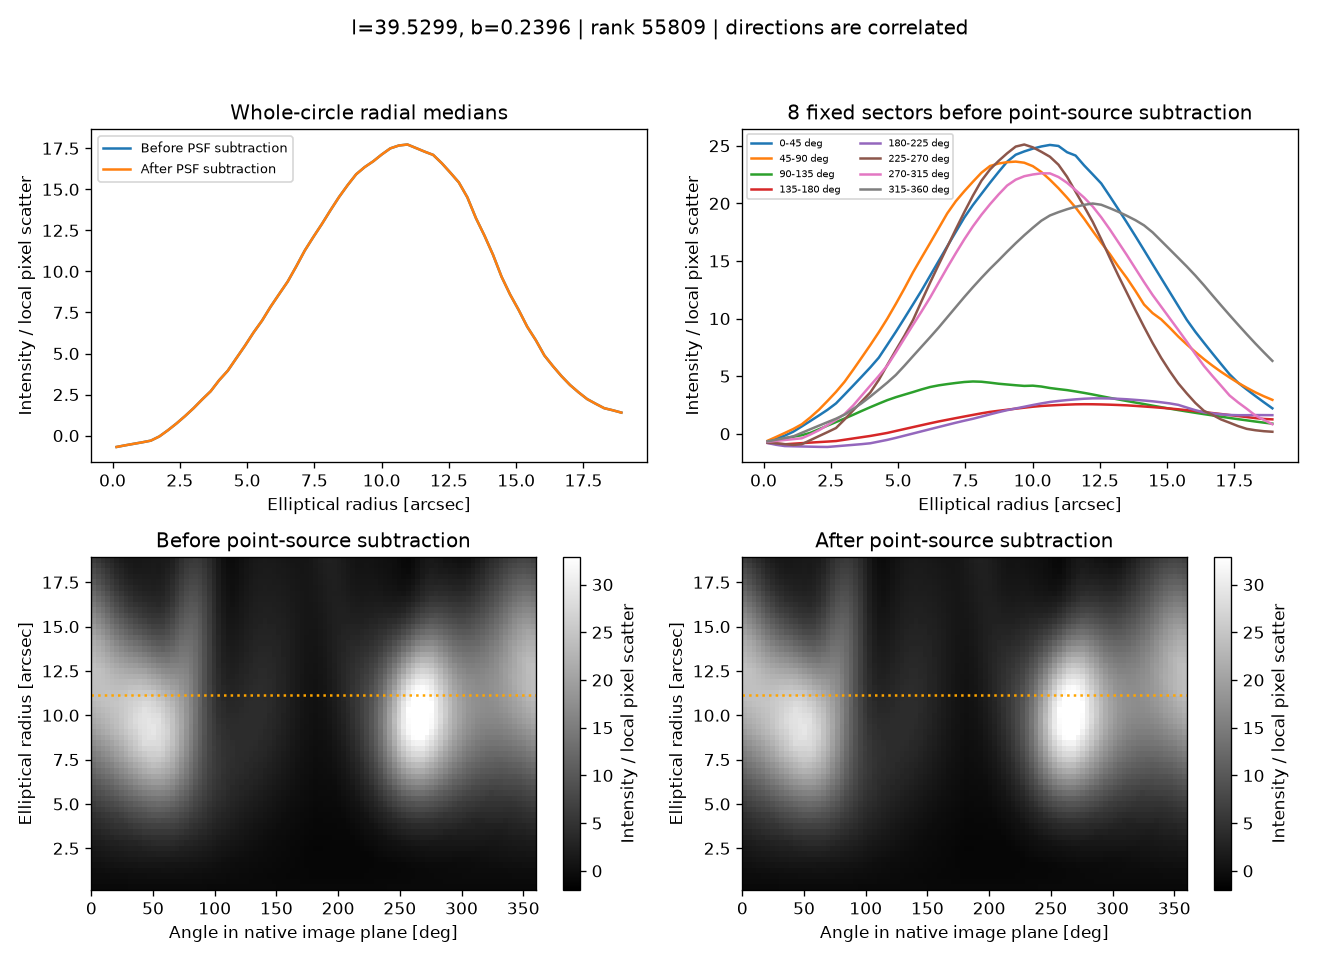 l=39.5299, b=0.2396 | rank 55809 | directions are correlated
Whole-circle radial medians
17.5
15.0
12.5
10.0
7.5
5.0
2.5
0.0
Intensity / local pixel scatter
Before PSF subtraction
After PSF subtraction
0.0 2.5 5.0 7.5 10.0 12.5 15.0 17.5
Elliptical radius [arcsec]
8 fixed sectors before point-source subtraction
25
20
15
10
5
0
Intensity / local pixel scatter
0-45 deg
45-90 deg
90-135 deg
135-180 deg
180-225 deg
225-270 deg
270-315 deg
315-360 deg
0.0 2.5 5.0 7.5 10.0 12.5 15.0 17.5
Elliptical radius [arcsec]
Before point-source subtraction
17.5
15.0
12.5
10.0
7.5
5.0
2.5
Elliptical radius [arcsec]
0 50 100 150 200 250 300 350
Angle in native image plane [deg]
30
25
20
15
10
5
0
Intensity / local pixel scatter
After point-source subtraction
17.5
15.0
12.5
10.0
7.5
5.0
2.5
Elliptical radius [arcsec]
0 50 100 150 200 250 300 350
Angle in native image plane [deg]
30
25
20
15
10
5
0
Intensity / local pixel scatter